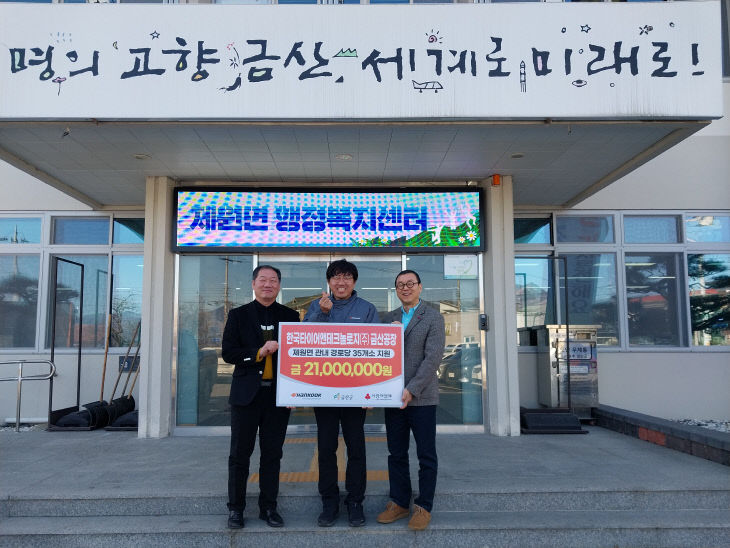 명의 고향 금산, 세계로 미래로!
제원면 행정복지센터
한국타이어앤테크놀로지(주) 금산공장
제원면 관내 경로당 35개소 지원
금 21,000,000원
HANKOOK 금산군